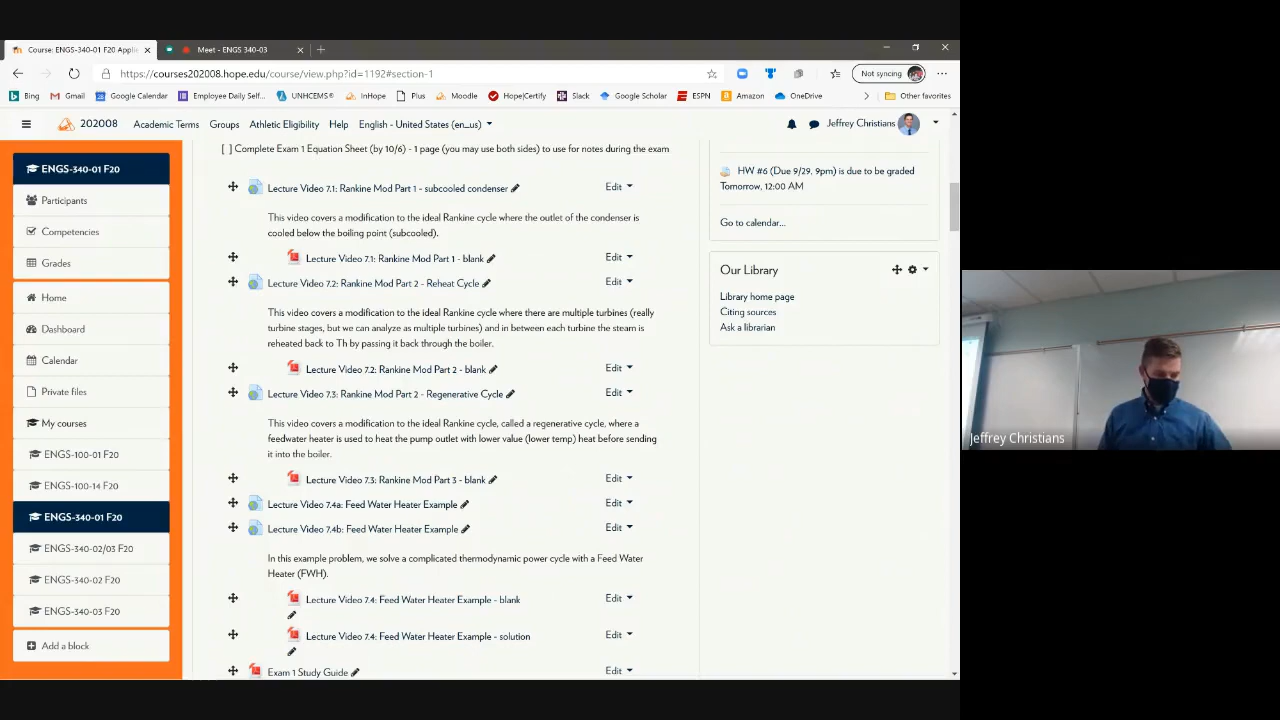 Course: ENGS-340-01 F20 Appli
Meet - ENGS 340-03
https://courses202008.hope.edu/course/view.php?id=1192#section-1
Not syncing
Bing
Gmail
Google Calendar
Employee Daily Self...
UNHCEMS®
InHope
Plus
Moodle
Hope|Certify
Slack
Google Scholar
ESPN
Amazon
OneDrive
Other favorites
202008
Academic Terms
Groups
Athletic Eligibility
Help
English - United States (en_us)
Jeffrey Christians
ENGS-340-01 F20
Participants
Competencies
Grades
Home
Dashboard
Calendar
Private files
My courses
ENGS-100-01 F20
ENGS-100-14 F20
ENGS-340-01 F20
ENGS-340-02/03 F20
ENGS-340-02 F20
ENGS-340-03 F20
Add a block
[ ] Complete Exam 1 Equation Sheet (by 10/6) - 1 page (you may use both sides) to use for notes during the exam
Lecture Video 7.1: Rankine Mod Part 1 - subcooled condenser
Edit
This video covers a modification to the ideal Rankine cycle where the outlet of the condenser is
cooled below the boiling point (subcooled).
Lecture Video 7.1: Rankine Mod Part 1 - blank
Edit
Lecture Video 7.2: Rankine Mod Part 2 - Reheat Cycle
Edit
This video covers a modification to the ideal Rankine cycle where there are multiple turbines (really
turbine stages, but we can analyze as multiple turbines) and in between each turbine the steam is
reheated back to Th by passing it back through the boiler.
Lecture Video 7.2: Rankine Mod Part 2 - blank
Edit
Lecture Video 7.3: Rankine Mod Part 2 - Regenerative Cycle
Edit
This video covers a modification to the ideal Rankine cycle, called a regenerative cycle, where a
feedwater heater is used to heat the pump outlet with lower value (lower temp) heat before sending
it into the boiler.
Lecture Video 7.3: Rankine Mod Part 3 - blank
Edit
Lecture Video 7.4a: Feed Water Heater Example
Edit
Lecture Video 7.4b: Feed Water Heater Example
Edit
In this example problem, we solve a complicated thermodynamic power cycle with a Feed Water
Heater (FWH).
Lecture Video 7.4: Feed Water Heater Example - blank
Edit
Lecture Video 7.4: Feed Water Heater Example - solution
Edit
Exam 1 Study Guide
Edit
HW #6 (Due 9/29, 9pm) is due to be graded
Tomorrow, 12:00 AM
Go to calendar...
Our Library
Library home page
Citing sources
Ask a librarian
Jeffrey Christians